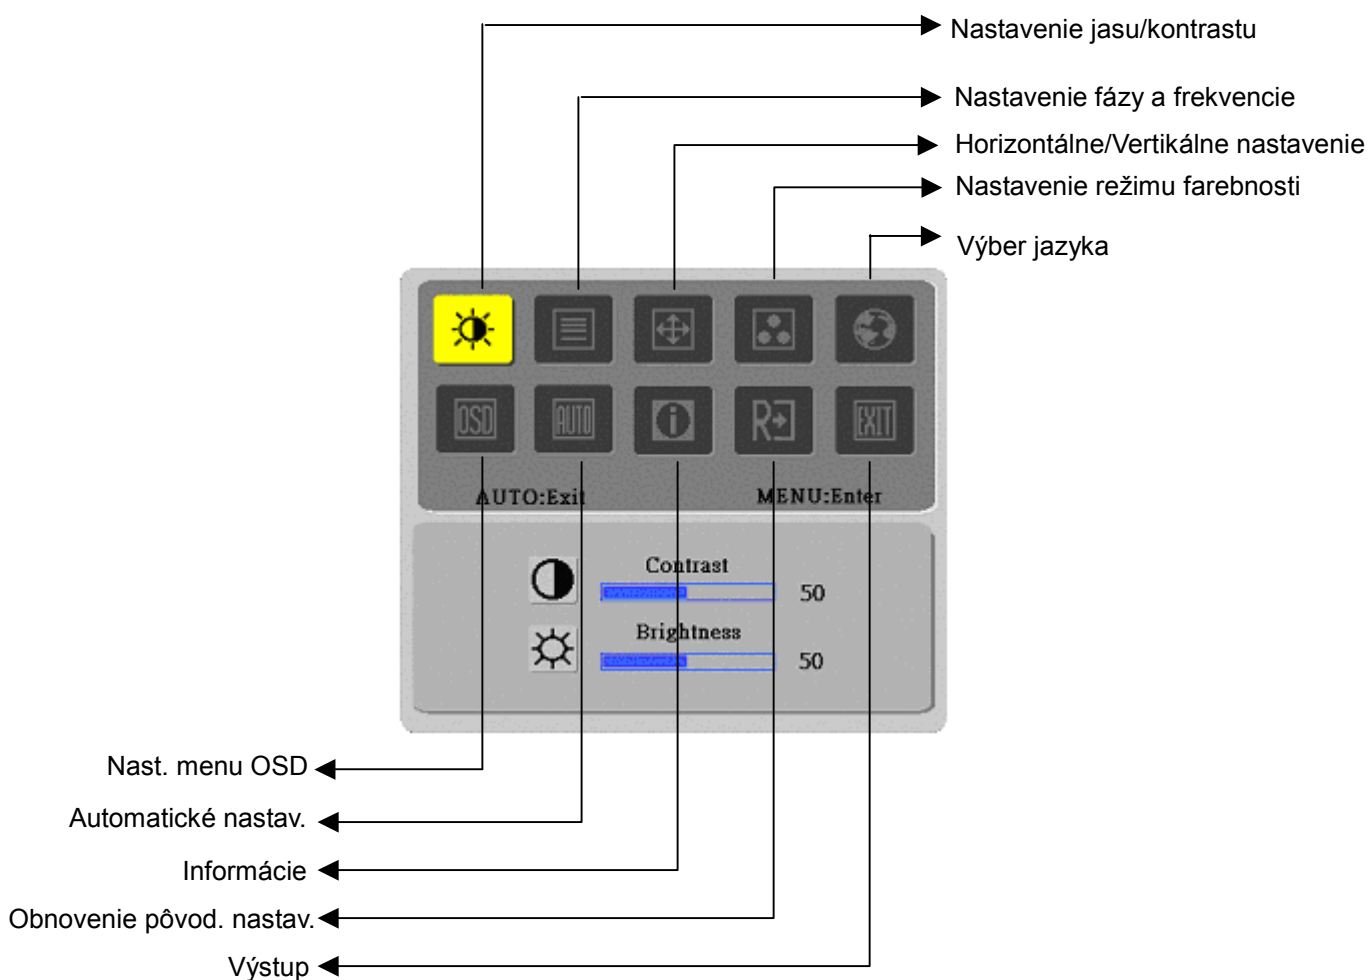 Nastavenie jasu/kontrastu
Nastavenie fázy a frekvencie
Horizontálne/Vertikálne nastavenie
Nastavenie režimu farebnosti
Výber jazyka
OSD
AUTO
i
R
EXIT
AUTO:Exit
MENU:Enter
Contrast
50
Brightness
50
Nast. menu OSD
Automatické nastav.
Informácie
Obnovenie pôvod. nastav.
Výstup